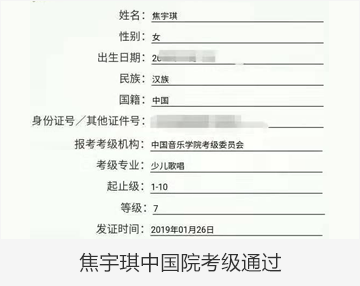 姓名：焦宇琪
性别：女
出生日期：20
民族：汉族
国籍：中国
身份证号／其他证件号：
报考考级机构：中国音乐学院考级委员会
考级专业：少儿歌唱
起止级：1-10
等级：7
发证时间：2019年01月26日
焦宇琪中国院考级通过